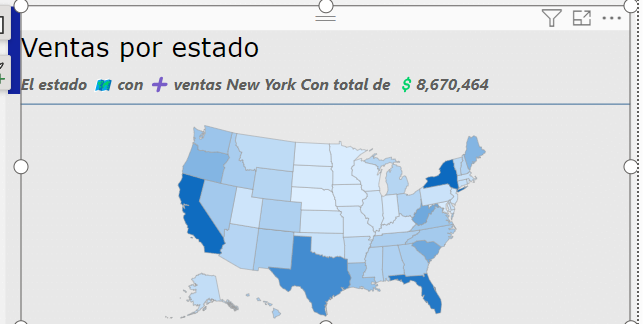 Ventas por estado
El estado 🗺️ con ➕ ventas New York Con total de 💲 8,670,464